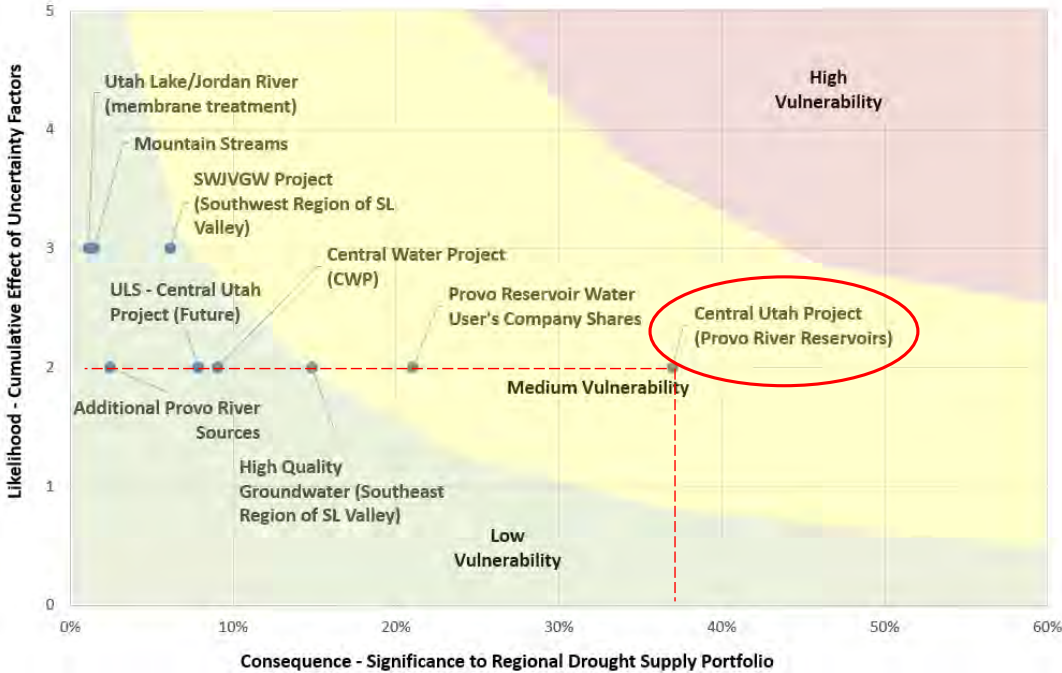 5
Utah Lake/Jordan River
(membrane treatment)
High
Vulnerability
4
Mountain Streams
SWJVGW Project
(Southwest Region of SL
Valley)
3
Central Water Project
(CWP)
ULS - Central Utah
Project (Future)
Provo Reservoir Water
User's Company Shares
Central Utah Project
(Provo River Reservoirs)
2
Medium Vulnerability
Additional Provo River
Sources
High Quality
Groundwater (Southeast
Region of SL Valley)
1
Low
Vulnerability
0
0%
10%
20%
30%
40%
50%
60%
Likelihood - Cumulative Effect of Uncertainty Factors
Consequence - Significance to Regional Drought Supply Portfolio